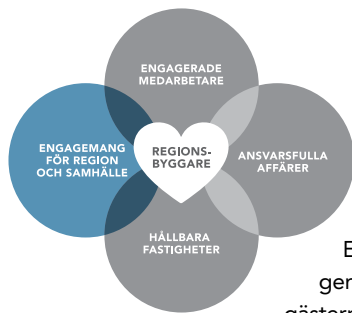 ENGAGERADE
MEDARBETARE
ENGAGEMANG
FÖR REGION
OCH SAMHÄLLE
REGIONS-
BYGGARE
ANSVARSFULLA
AFFÄRER
HÅLLBARA
FASTIGHETER